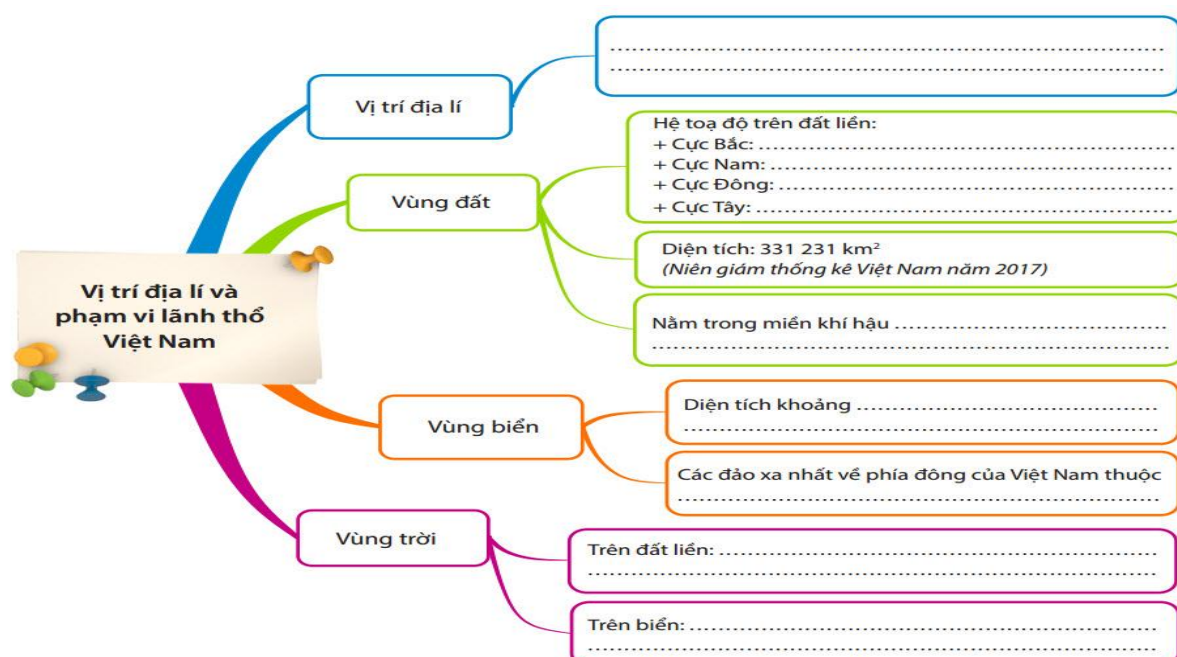 Vị trí địa lí và
phạm vi lãnh thổ
Việt Nam
Vị trí địa lí
........................................................................................
........................................................................................
Vùng đất
Hệ toạ độ trên đất liền:
+ Cực Bắc: ..................................................................
+ Cực Nam: ................................................................
+ Cực Đông: ...............................................................
+ Cực Tây: ..................................................................
Diện tích: 331 231 km²
(Niên giám thống kê Việt Nam năm 2017)
Nằm trong miền khí hậu ...........................................
..................................................................................
Vùng biển
Diện tích khoảng ................................................
...........................................................................
Các đảo xa nhất về phía đông của Việt Nam thuộc
............................................................................
Vùng trời
Trên đất liền: .....................................................................
..........................................................................................
Trên biển: ..........................................................................
..........................................................................................